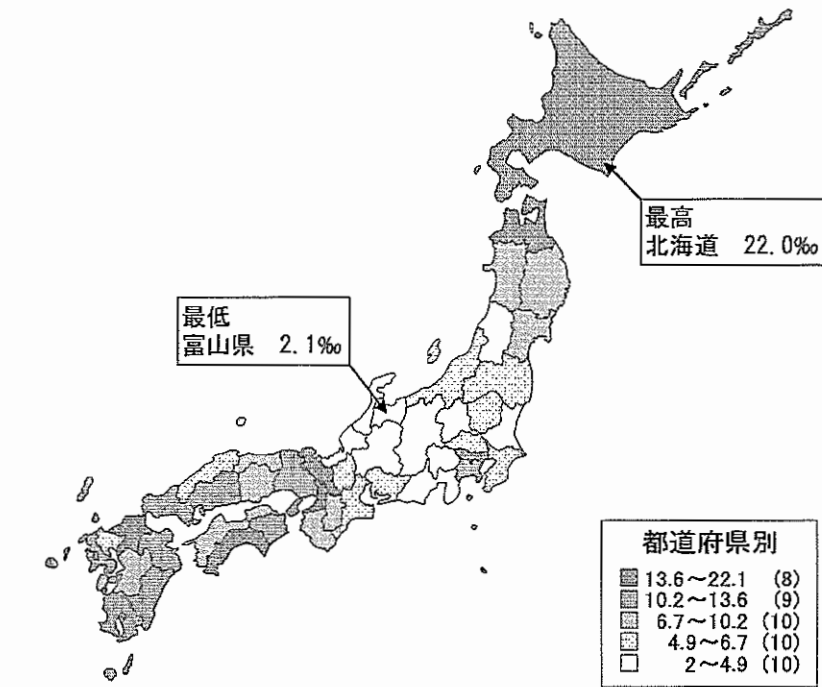 最高
北海道 22.0‰
最低
富山県 2.1‰
都道府県別
13.6～22.1 (8)
10.2～13.6 (9)
6.7～10.2 (10)
4.9～6.7 (10)
2～4.9 (10)